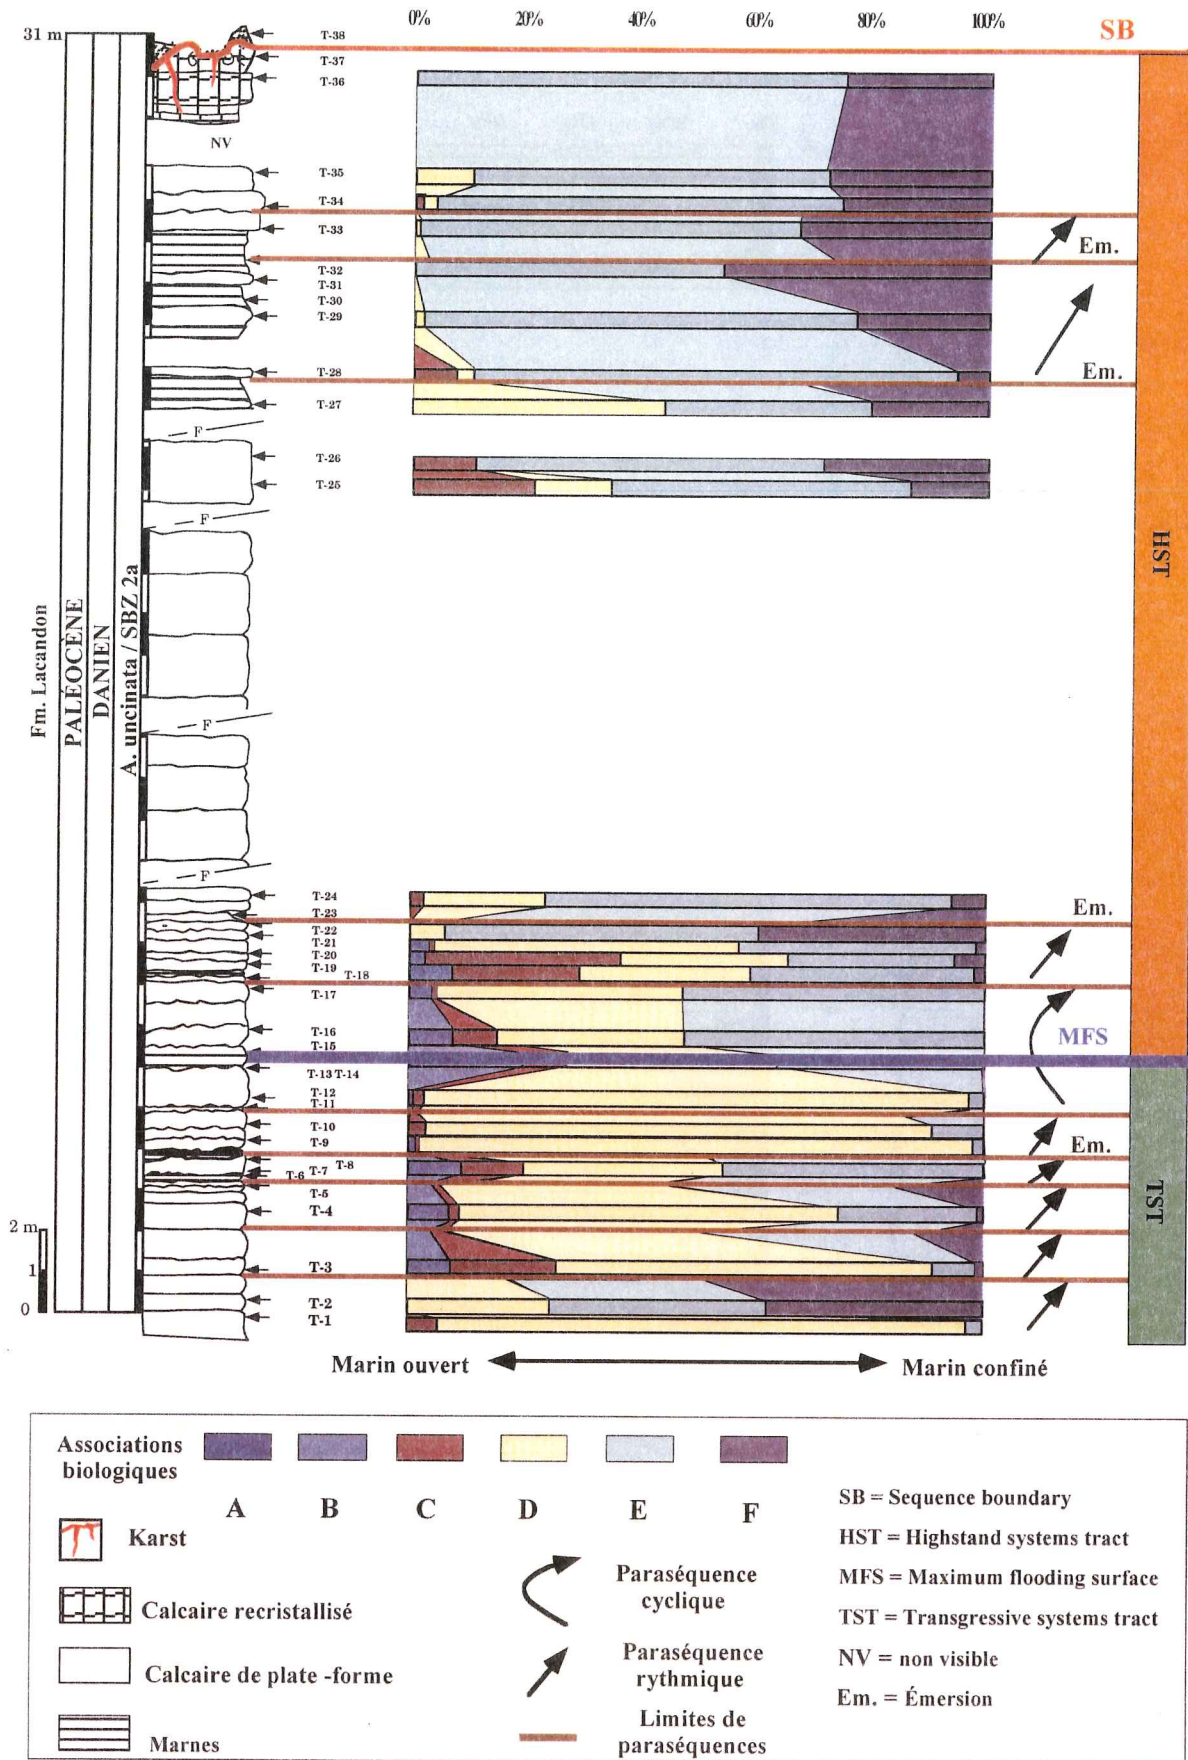 0% 20% 40% 60% 80% 100%
SB
31 m
T-38
T-37
T-36
NV
T-35
T-34
T-33
Em.
T-32
T-31
T-30
T-29
T-28
Em.
T-27
F
T-26
T-25
F
HST
Fm. Lacandon
PALÉOCÈNE
DANIEN
A. uncinata / SBZ 2a
F
F
T-24
T-23
Em.
T-22
T-21
T-20
T-19
T-18
T-17
T-16
T-15
MFS
T-13 T-14
T-12
T-11
T-10
T-9
Em.
T-8
T-7
T-6
T-5
T-4
TST
2 m
T-3
1
T-2
0
T-1
Marin ouvert Marin confiné
Associations
biologiques
A B C D E F
Karst
Calcaire recristallisé
Calcaire de plate -forme
Marnes
Paraséquence
cyclique
Paraséquence
rythmique
Limites de
paraséquences
SB = Sequence boundary
HST = Highstand systems tract
MFS = Maximum flooding surface
TST = Transgressive systems tract
NV = non visible
Em. = Émersion